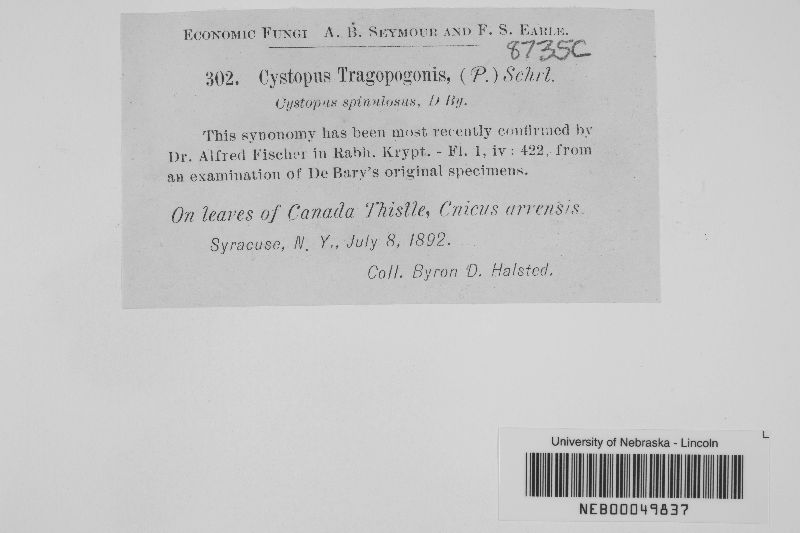 Economic Fungi A. B. Seymour and F. S. Earle.
8735C
302. Cystopus Tragopogonis, (P.) Schrt.
Cystopus spinulosus, D By.
This synonomy has been most recently confirmed by
Dr. Alfred Fischer in Rabh. Krypt. - Fl. 1, iv : 422, from
an examination of De Bary's original specimens.
On leaves of Canada Thistle, Cnicus arvensis.
Syracuse, N. Y., July 8, 1892.
Coll. Byron D. Halsted.
University of Nebraska - Lincoln
NEB00049837